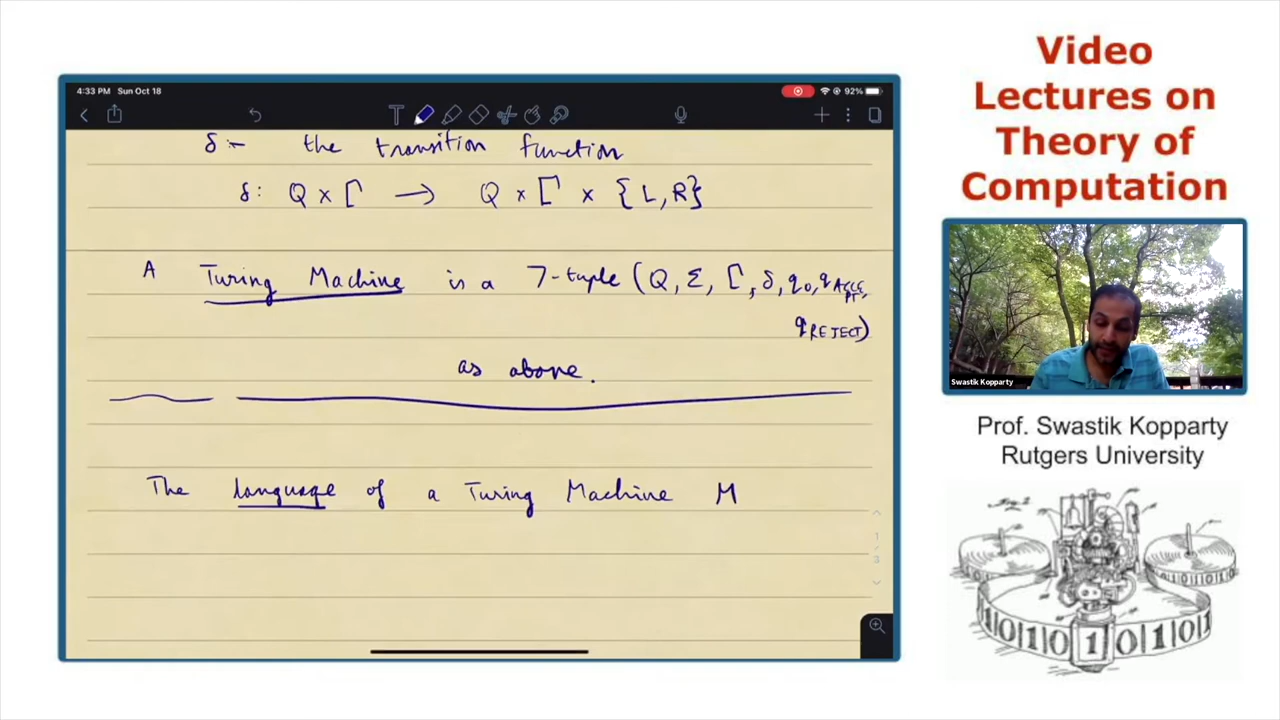 Video
Lectures on
Theory of
Computation
4:33 PM Sun Oct 18
92%
δ :- the transition function
δ: Q × Γ → Q × Γ × {L, R}
A Turing Machine is a 7-tuple (Q, Σ, Γ, δ, q0, qACCEPT,
qREJECT)
as above.
The language of a Turing Machine M
1
/
3
Swastik Kopparty
Prof. Swastik Kopparty
Rutgers University